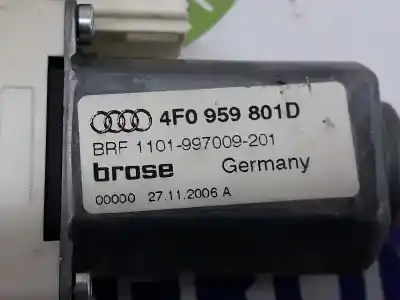 4F0 959 801D
BRF 1101-997009-201
brose Germany
00000 27.11.2006 A